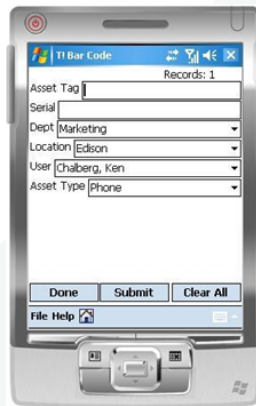 T! Bar Code
Records: 1
Asset Tag
Serial
Dept Marketing
Location Edison
User Chalberg, Ken
Asset Type Phone
Done Submit Clear All
File Help